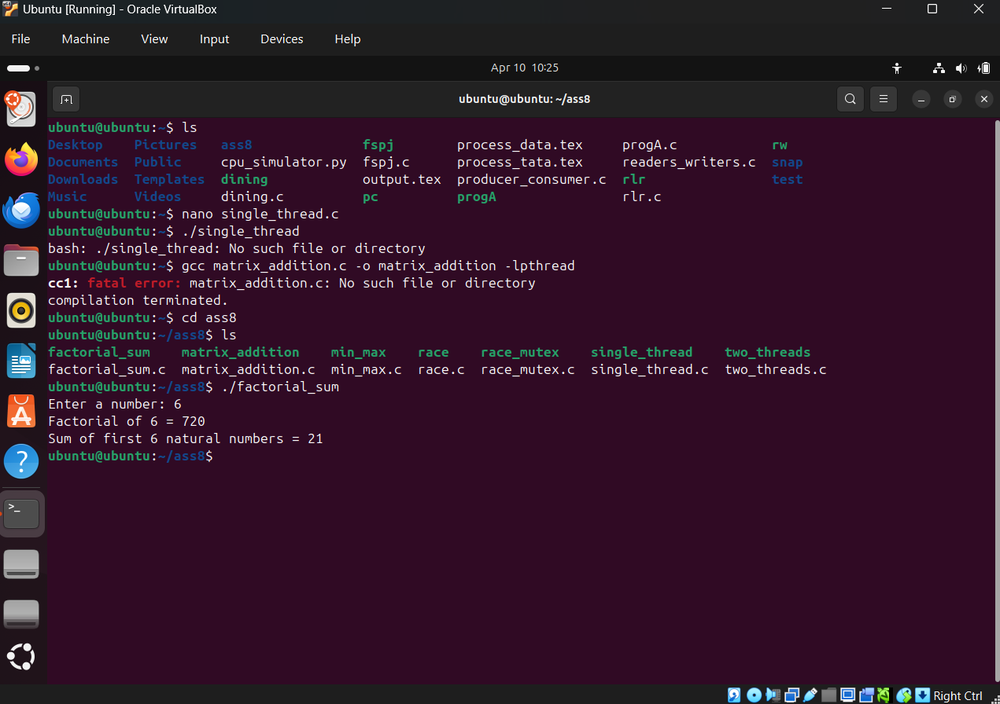 Ubuntu [Running] - Oracle VirtualBox
File Machine View Input Devices Help
Apr 10 10:25
ubuntu@ubuntu: ~/ass8
ubuntu@ubuntu:~$ ls
Desktop Pictures ass8 fspj process_data.tex progA.c rw
Documents Public cpu_simulator.py fspj.c process_tata.tex readers_writers.c snap
Downloads Templates dining output.tex producer_consumer.c rlr test
Music Videos dining.c pc progA rlr.c
ubuntu@ubuntu:~$ nano single_thread.c
ubuntu@ubuntu:~$ ./single_thread
bash: ./single_thread: No such file or directory
ubuntu@ubuntu:~$ gcc matrix_addition.c -o matrix_addition -lpthread
cc1: fatal error: matrix_addition.c: No such file or directory
compilation terminated.
ubuntu@ubuntu:~$ cd ass8
ubuntu@ubuntu:~/ass8$ ls
factorial_sum matrix_addition min_max race race_mutex single_thread two_threads
factorial_sum.c matrix_addition.c min_max.c race.c race_mutex.c single_thread.c two_threads.c
ubuntu@ubuntu:~/ass8$ ./factorial_sum
Enter a number: 6
Factorial of 6 = 720
Sum of first 6 natural numbers = 21
ubuntu@ubuntu:~/ass8$
Right Ctrl